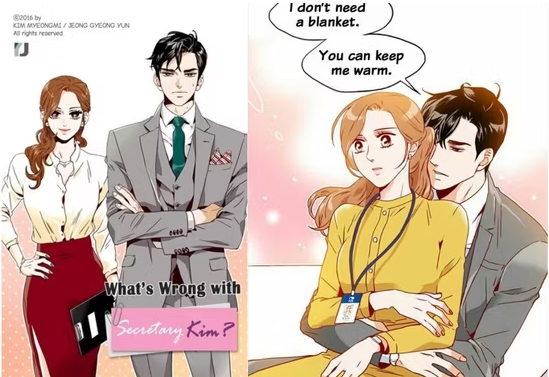 ©2016 by
KIM MYEONGMI / JEONG GYEONG YUN
All rights reserved
What's Wrong with
Secretary Kim?
I don't need
a blanket.
You can keep
me warm.